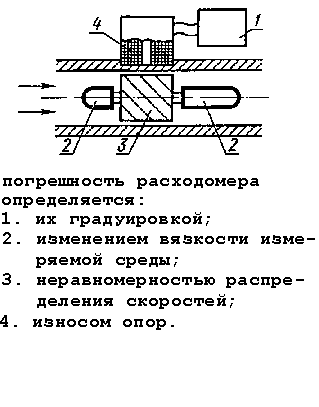 4
1
2
3
2
погрешность расходомера
определяется:
1. их градуировкой;
2. изменением вязкости изме-
ряемой среды;
3. неравномерностью распре-
деления скоростей;
4. износом опор.